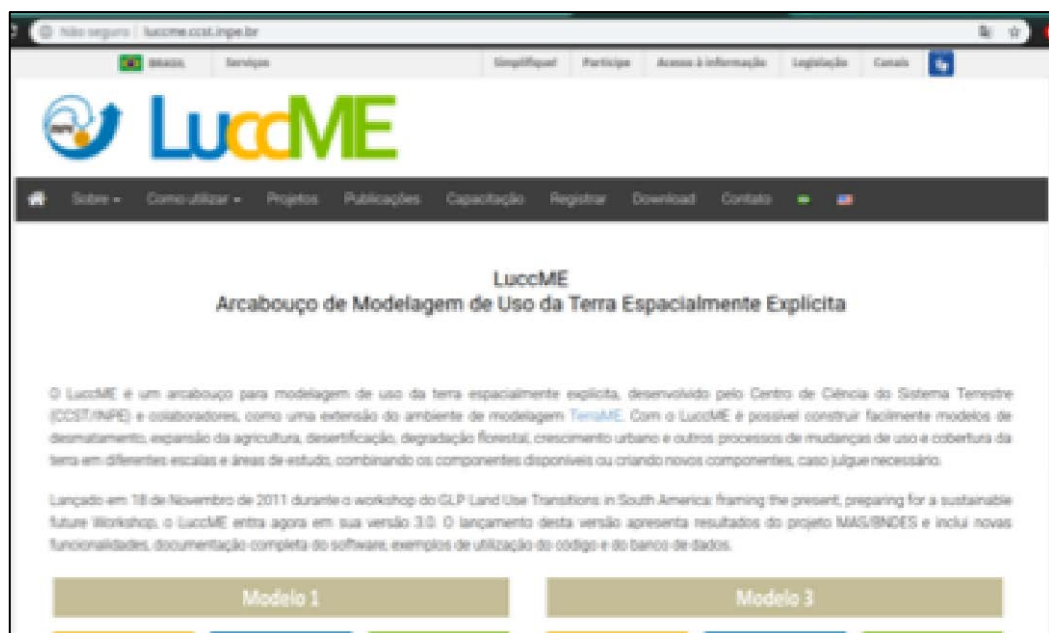 Não seguro | luccme.ccst.inpe.br
BRASIL Serviços Simplifique! Participe Acesso à informação Legislação Canais
INPE LuccME
Sobre Como utilizar Projetos Publicações Capacitação Registrar Download Contato
LuccME
Arcabouço de Modelagem de Uso da Terra Espacialmente Explícita
O LuccME é um arcabouço para modelagem de uso da terra espacialmente explícita, desenvolvido pelo Centro de Ciência do Sistema Terrestre
(CCST/INPE) e colaboradores, como uma extensão do ambiente de modelagem TerraME. Com o LuccME é possível construir facilmente modelos de
desmatamento, expansão da agricultura, desertificação, degradação florestal, crescimento urbano e outros processos de mudanças de uso e cobertura da
terra em diferentes escalas e áreas de estudo, combinando os componentes disponíveis ou criando novos componentes, caso julgue necessário.
Lançado em 18 de Novembro de 2011 durante o workshop do GLP Land Use Transitions in South America: framing the present, preparing for a sustainable
future Workshop, o LuccME entra agora em sua versão 3.0. O lançamento desta versão apresenta resultados do projeto MAS/BNDES e inclui novas
funcionalidades, documentação completa do software, exemplos de utilização do código e do banco de dados.
Modelo 1 Modelo 3